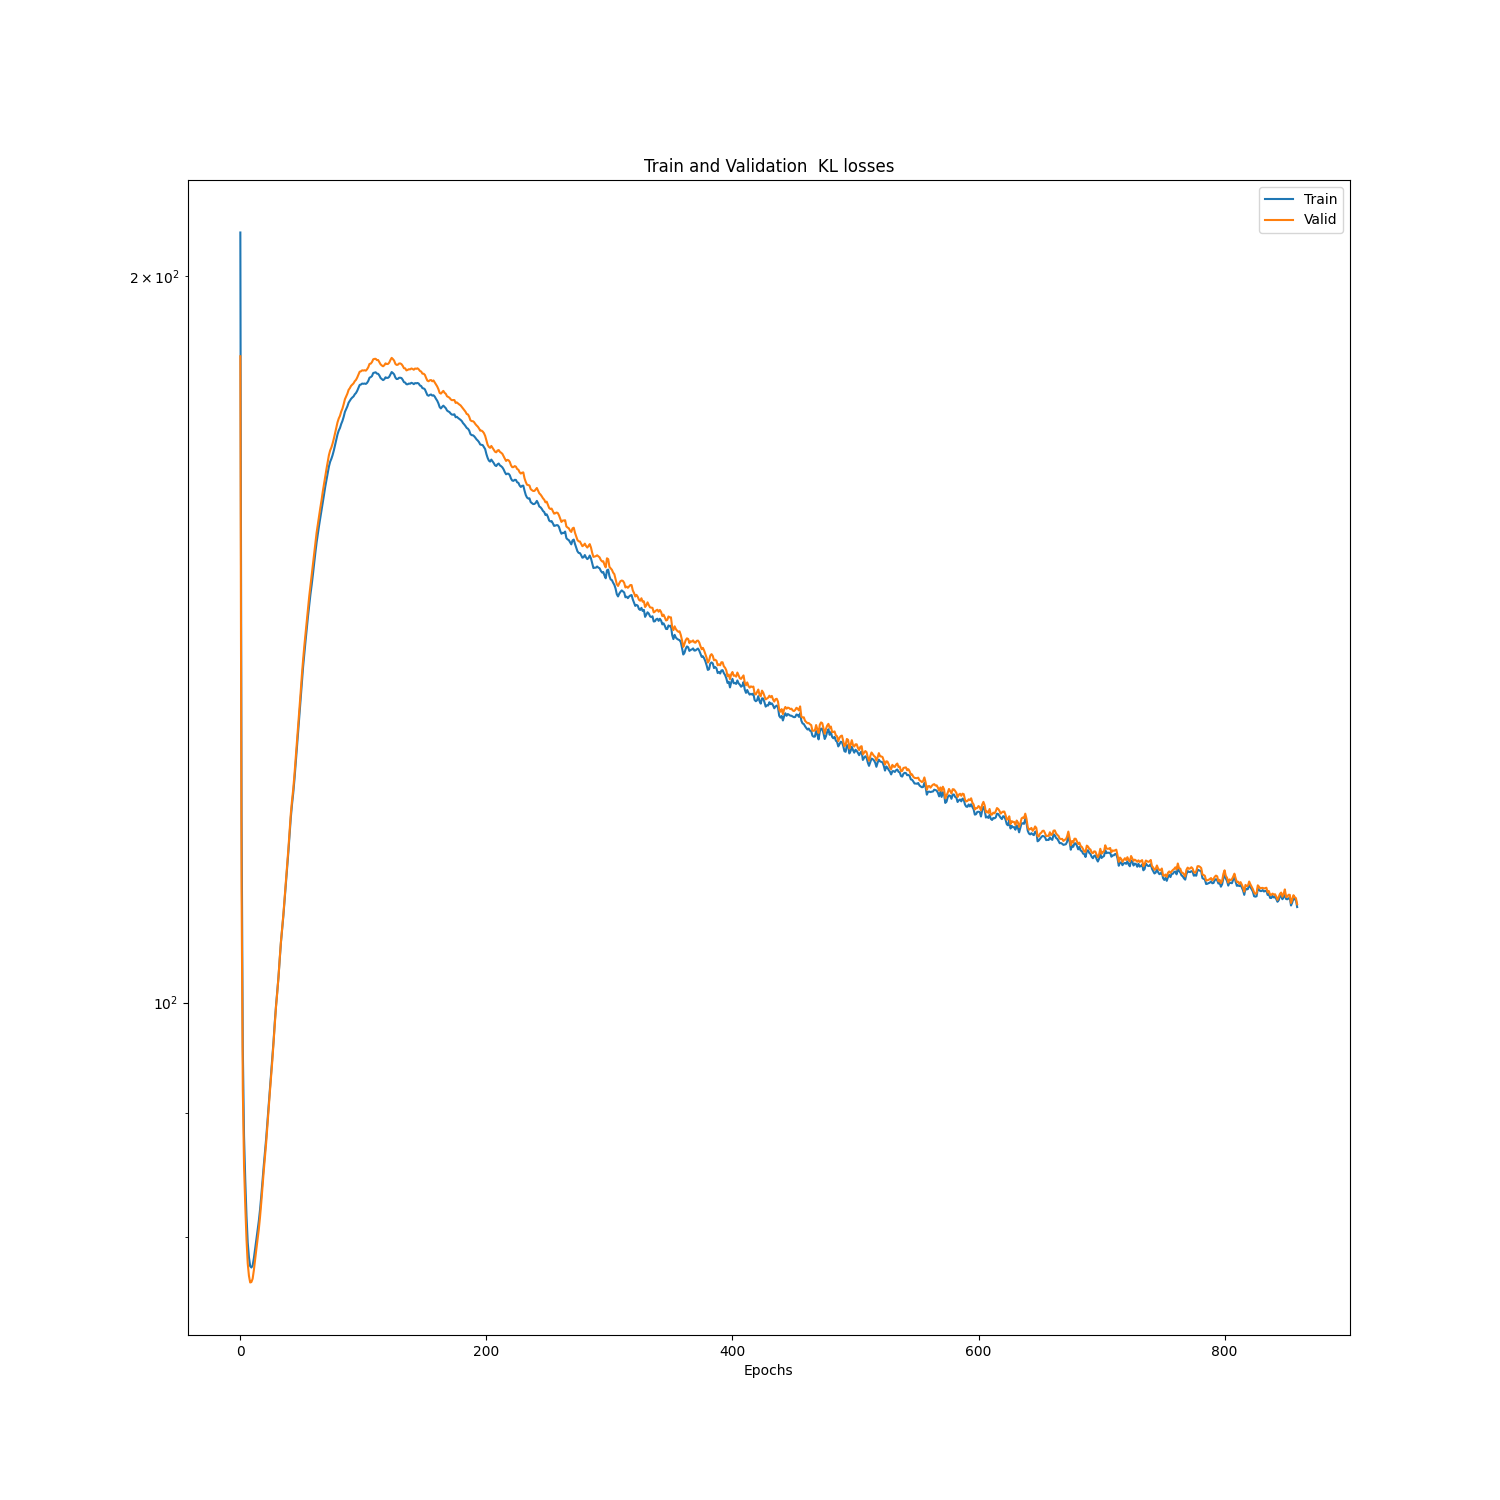 Train and Validation  KL losses
Train
Valid
2 × 10²
10²
0 200 400 600 800
Epochs